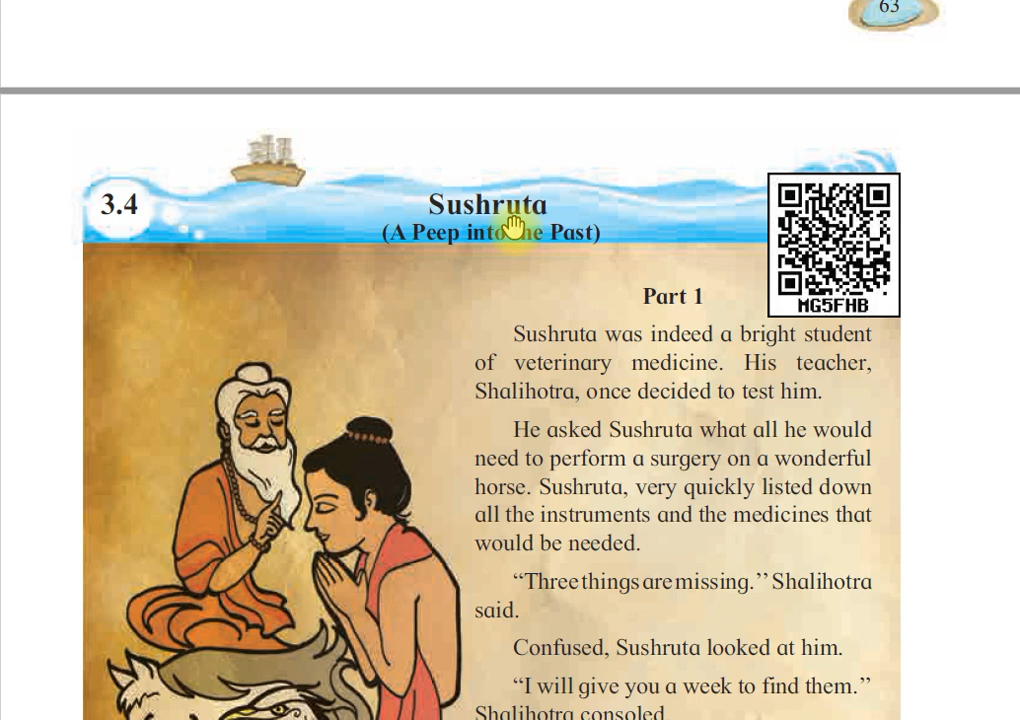 63
3.4
Sushruta
(A Peep into the Past)
MG5FHB
Part 1
Sushruta was indeed a bright student
of veterinary medicine. His teacher,
Shalihotra, once decided to test him.
He asked Sushruta what all he would
need to perform a surgery on a wonderful
horse. Sushruta, very quickly listed down
all the instruments and the medicines that
would be needed.
“Three things are missing.’’ Shalihotra
said.
Confused, Sushruta looked at him.
“I will give you a week to find them.”
Shalihotra consoled.